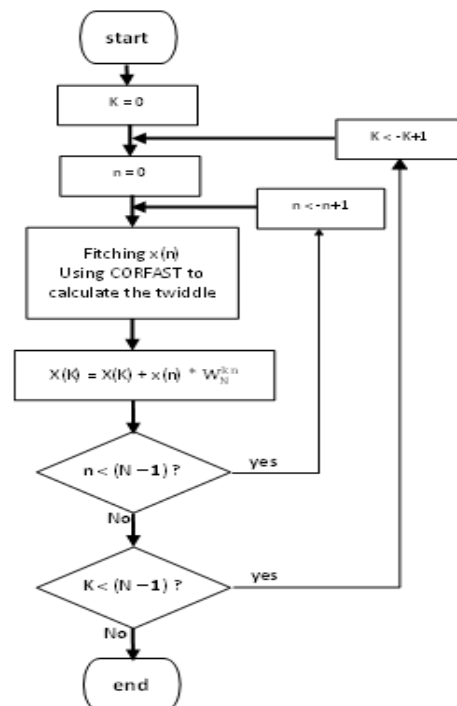 start
K = 0
K < -K+1
n = 0
n < -n+1
Fitching x(n)
Using CORFAST to
calculate the twiddle
X(K) = X(K) + x(n) * W_N^{kn}
n < (N − 1) ?
yes
No
K < (N − 1) ?
yes
No
end